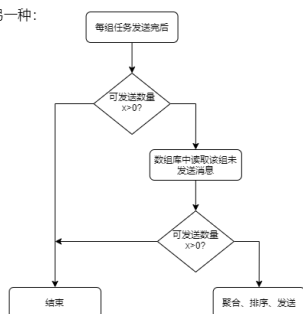 另一种：
每组任务发送完后
可发送数量
x>0?
数组库中读取该组未
发送消息
可发送数量
x>0?
结束
聚合、排序、发送